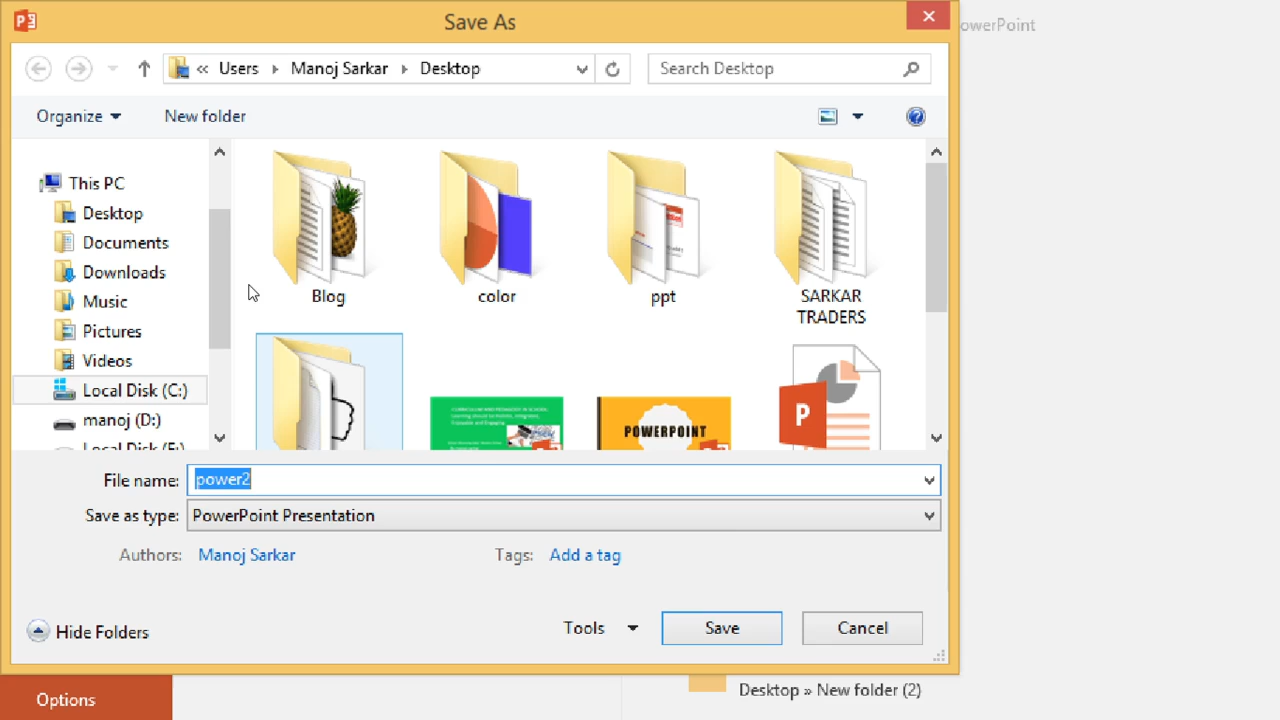 Save As
owerPoint
« Users Manoj Sarkar Desktop
Search Desktop
Organize
New folder
This PC
Desktop
Documents
Downloads
Music
Pictures
Videos
Local Disk (C:)
manoj (D:)
Blog
color
ppt
SARKAR
TRADERS
POWERPOINT
P
File name: power2
Save as type: PowerPoint Presentation
Authors: Manoj Sarkar
Tags: Add a tag
Hide Folders
Tools
Save
Cancel
Options
Desktop » New folder (2)